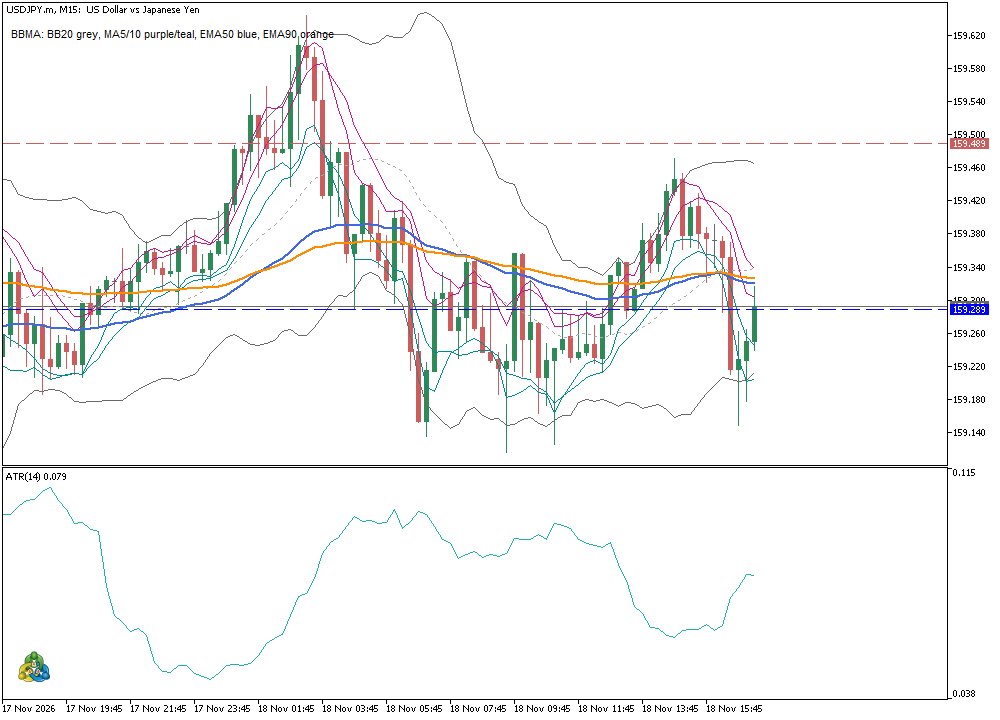 USDJPY.m, M15:  US Dollar vs Japanese Yen
BBMA: BB20 grey, MA5/10 purple/teal, EMA50 blue, EMA90 orange
159.620
159.580
159.540
159.500
159.489
159.460
159.420
159.380
159.340
159.300
159.289
159.260
159.220
159.180
159.140
ATR(14) 0.079
0.115
0.038
17 Nov 2026
17 Nov 19:45
17 Nov 21:45
17 Nov 23:45
18 Nov 01:45
18 Nov 03:45
18 Nov 05:45
18 Nov 07:45
18 Nov 09:45
18 Nov 11:45
18 Nov 13:45
18 Nov 15:45